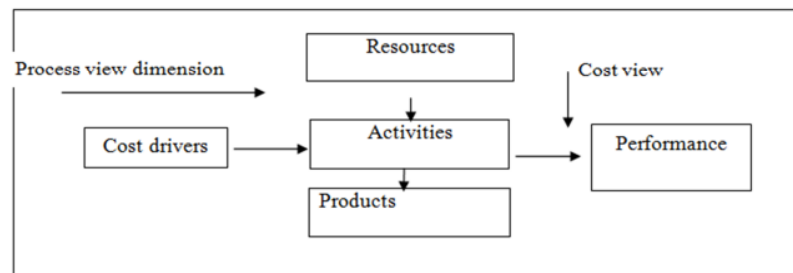 Resources
Process view dimension
Cost view
Cost drivers
Activities
Performance
Products